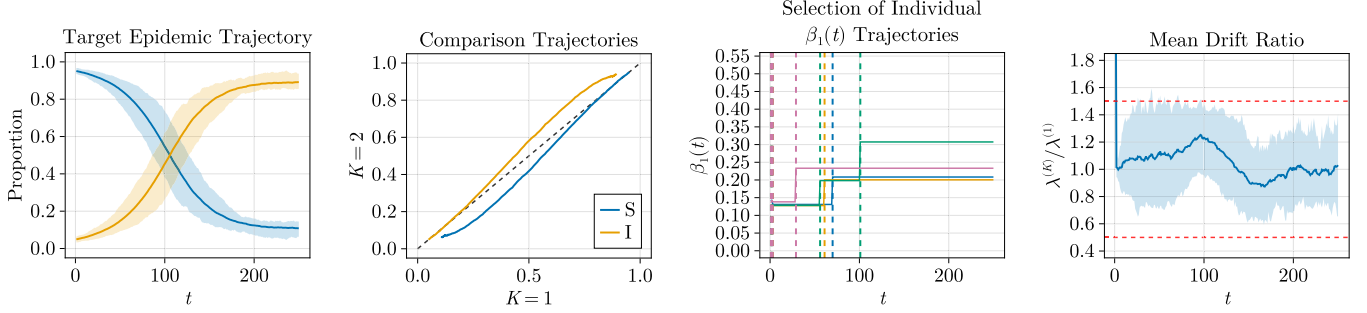 Target Epidemic Trajectory
Proportion
1.0
0.8
0.6
0.4
0.2
0.0
0
100
200
t
Comparison Trajectories
K = 2
1.0
0.8
0.6
0.4
0.2
0.0
S
I
0.0
0.5
1.0
K = 1
Selection of Individual
β₁(t) Trajectories
β₁(t)
0.55
0.50
0.45
0.40
0.35
0.30
0.25
0.20
0.15
0.10
0.05
0.00
0
100
200
t
Mean Drift Ratio
λ⁽ᴷ⁾/λ⁽¹⁾
1.8
1.6
1.4
1.2
1.0
0.8
0.6
0.4
0
100
200
t